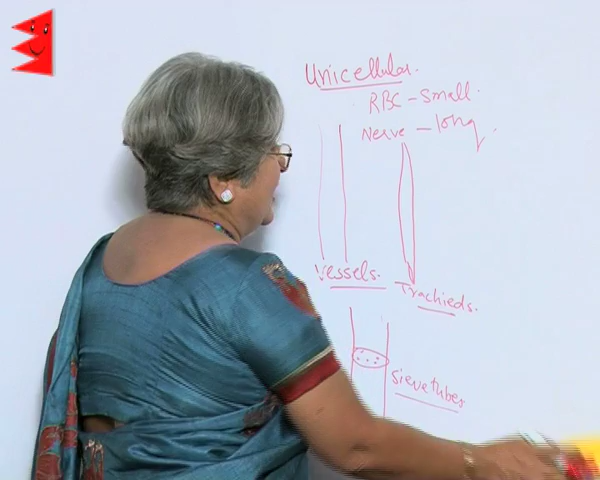 Unicellular.
RBC - Small.
Nerve - long.
Vessels.
Trachieds.
Sievetubes